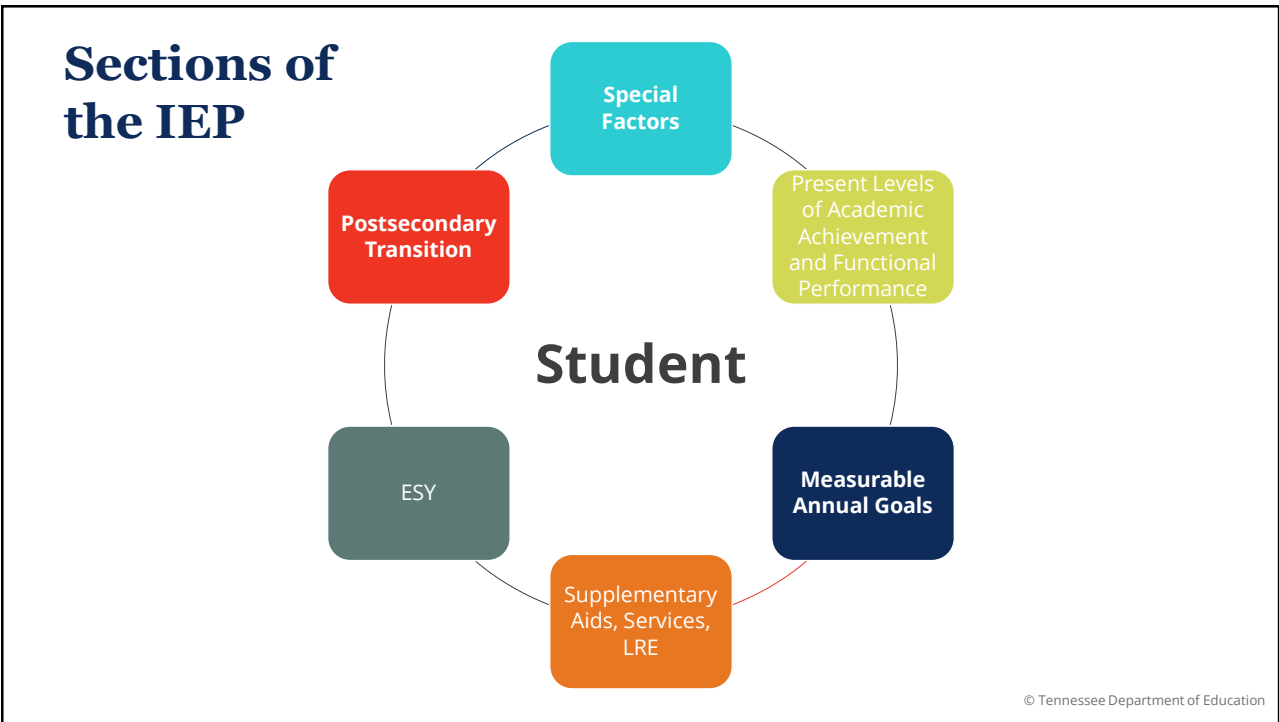 Sections of
the IEP
Special
Factors
Present Levels
of Academic
Achievement
and Functional
Performance
Postsecondary
Transition
Student
Measurable
Annual Goals
ESY
Supplementary
Aids, Services,
LRE
© Tennessee Department of Education